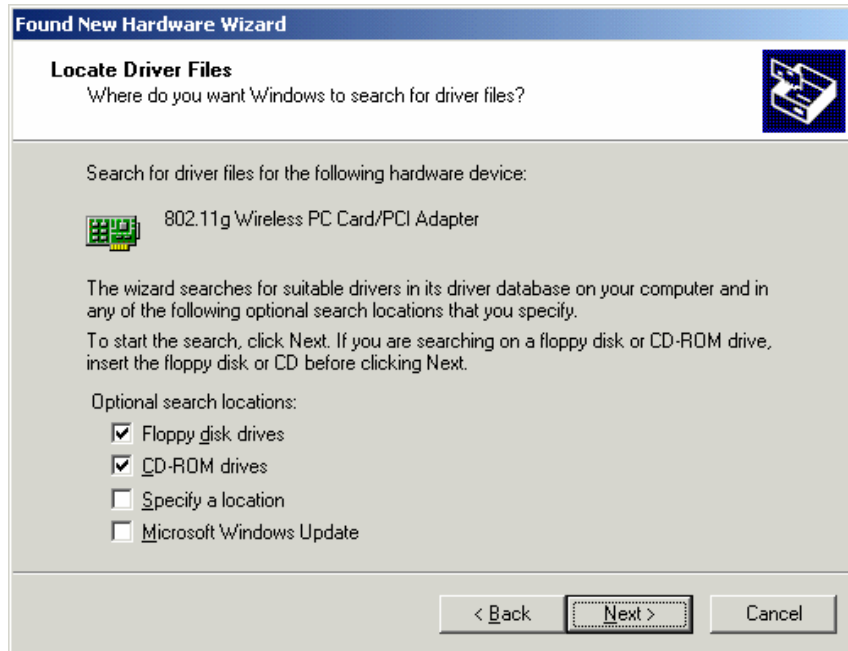 Found New Hardware Wizard
Locate Driver Files
Where do you want Windows to search for driver files?
Search for driver files for the following hardware device:
802.11g Wireless PC Card/PCI Adapter
The wizard searches for suitable drivers in its driver database on your computer and in
any of the following optional search locations that you specify.
To start the search, click Next. If you are searching on a floppy disk or CD-ROM drive,
insert the floppy disk or CD before clicking Next.
Optional search locations:
Floppy disk drives
CD-ROM drives
Specify a location
Microsoft Windows Update
< Back Next > Cancel